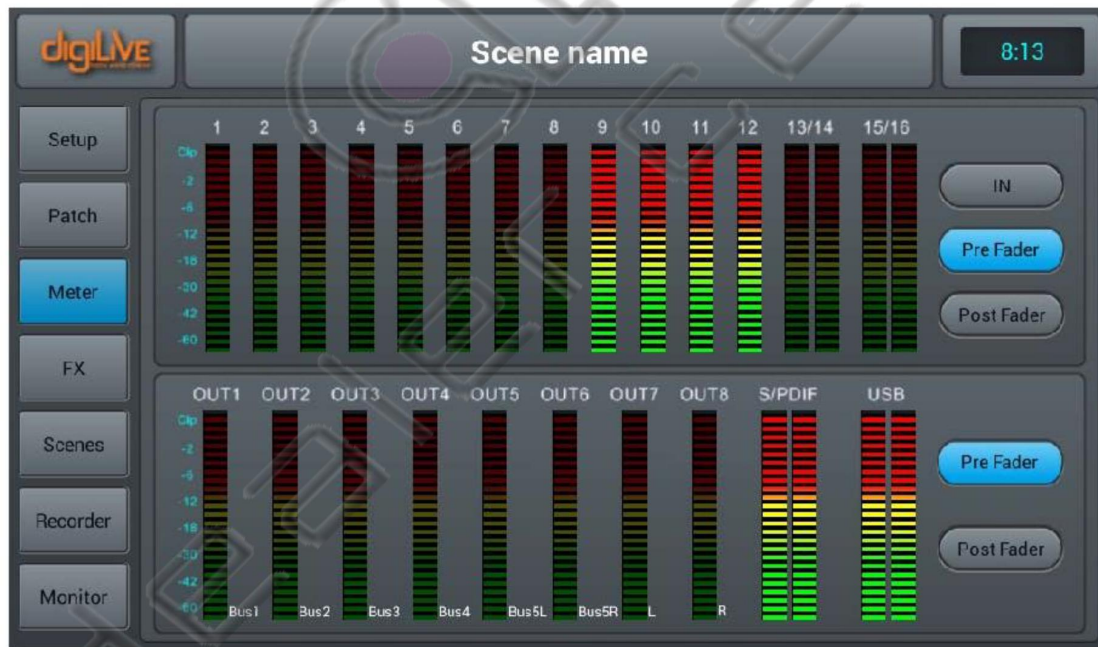 digiLiVE
Scene name
8:13
Setup
Patch
Meter
FX
Scenes
Recorder
Monitor
1 2 3 4 5 6 7 8 9 10 11 12 13/14 15/16
Clip
-2
-6
-12
-18
-20
-42
-60
IN
Pre Fader
Post Fader
OUT1 OUT2 OUT3 OUT4 OUT5 OUT6 OUT7 OUT8 S/PDIF USB
Clip
-2
-6
-12
-18
-30
-42
-60
Bus1 Bus2 Bus3 Bus4 Bus5L Bus5R L R
Pre Fader
Post Fader